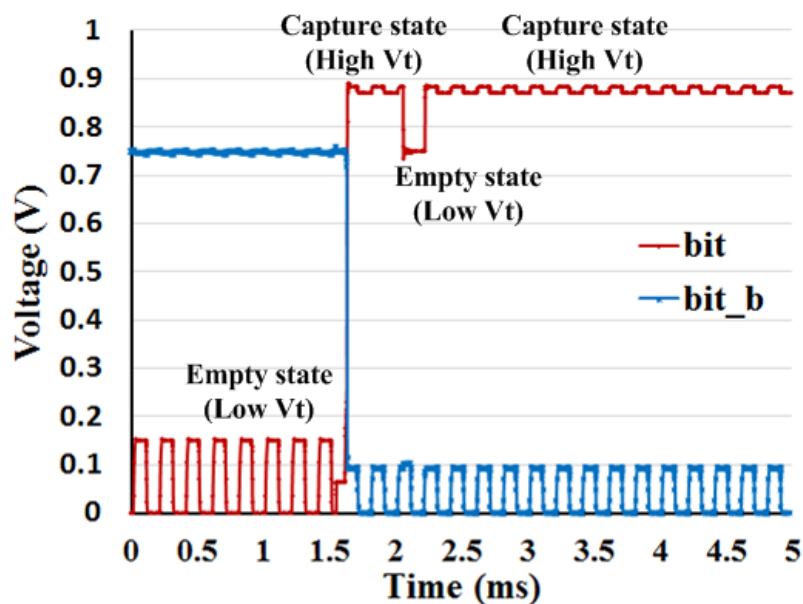 Capture state
(High Vt)
Capture state
(High Vt)
Empty state
(Low Vt)
Empty state
(Low Vt)
bit
bit_b
Voltage (V)
1
0.9
0.8
0.7
0.6
0.5
0.4
0.3
0.2
0.1
0
0 0.5 1 1.5 2 2.5 3 3.5 4 4.5 5
Time (ms)